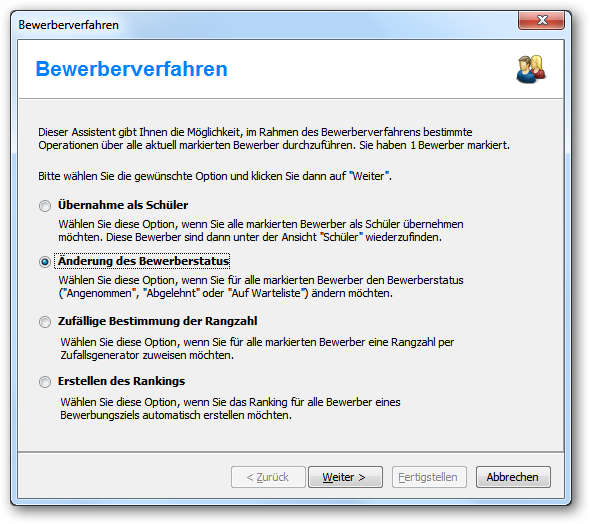 Bewerberverfahren
Bewerberverfahren
Dieser Assistent gibt Ihnen die Möglichkeit, im Rahmen des Bewerberverfahrens bestimmte
Operationen über alle aktuell markierten Bewerber durchzuführen. Sie haben 1 Bewerber markiert.
Bitte wählen Sie die gewünschte Option und klicken Sie dann auf "Weiter".
Übernahme als Schüler
Wählen Sie diese Option, wenn Sie alle markierten Bewerber als Schüler übernehmen
möchten. Diese Bewerber sind dann unter der Ansicht "Schüler" wiederzufinden.
Änderung des Bewerberstatus
Wählen Sie diese Option, wenn Sie für alle markierten Bewerber den Bewerberstatus
("Angenommen", "Abgelehnt" oder "Auf Warteliste") ändern möchten.
Zufällige Bestimmung der Rangzahl
Wählen Sie diese Option, wenn Sie für alle markierten Bewerber eine Rangzahl per
Zufallsgenerator zuweisen möchten.
Erstellen des Rankings
Wählen Sie diese Option, wenn Sie das Ranking für alle Bewerber eines
Bewerbungsziels automatisch erstellen möchten.
< Zurück Weiter > Fertigstellen Abbrechen